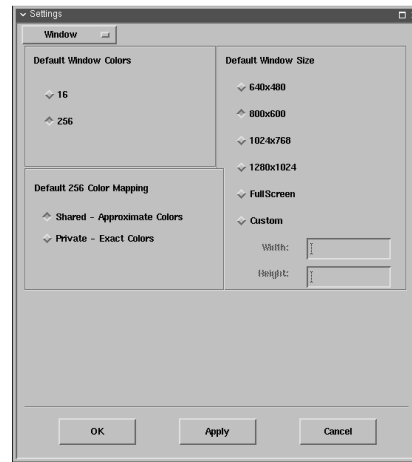 Settings
Window
Default Window Colors
16
256
Default 256 Color Mapping
Shared - Approximate Colors
Private - Exact Colors
Default Window Size
640x480
800x600
1024x768
1280x1024
FullScreen
Custom
Width:
Height:
OK
Apply
Cancel